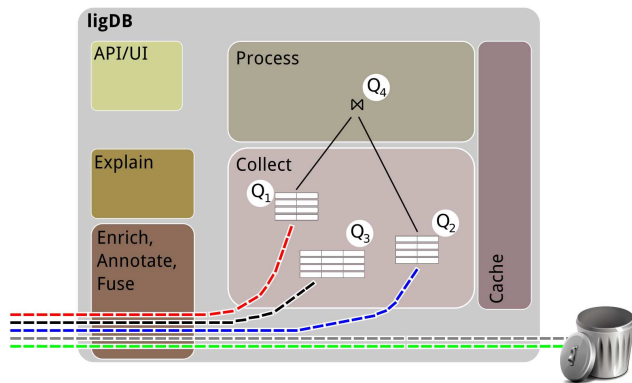 ligDB
API/UI
Process
Q4
Explain
Collect
Q1
Q3
Q2
Enrich,
Annotate,
Fuse
Cache